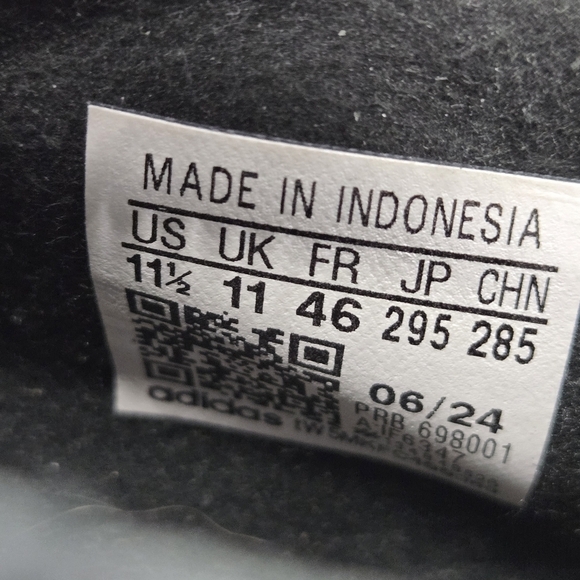 MADE IN INDONESIA
US UK FR JP CHN
11½ 11 46 295 285
06/24
PRB 698001
adidas